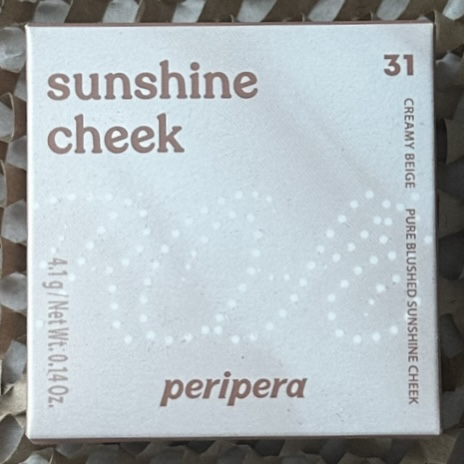 sunshine
cheek
31
CREAMY BEIGE PURE BLUSHED SUNSHINE CHEEK
4.1 g / Net Wt. 0.14 Oz.
peripera